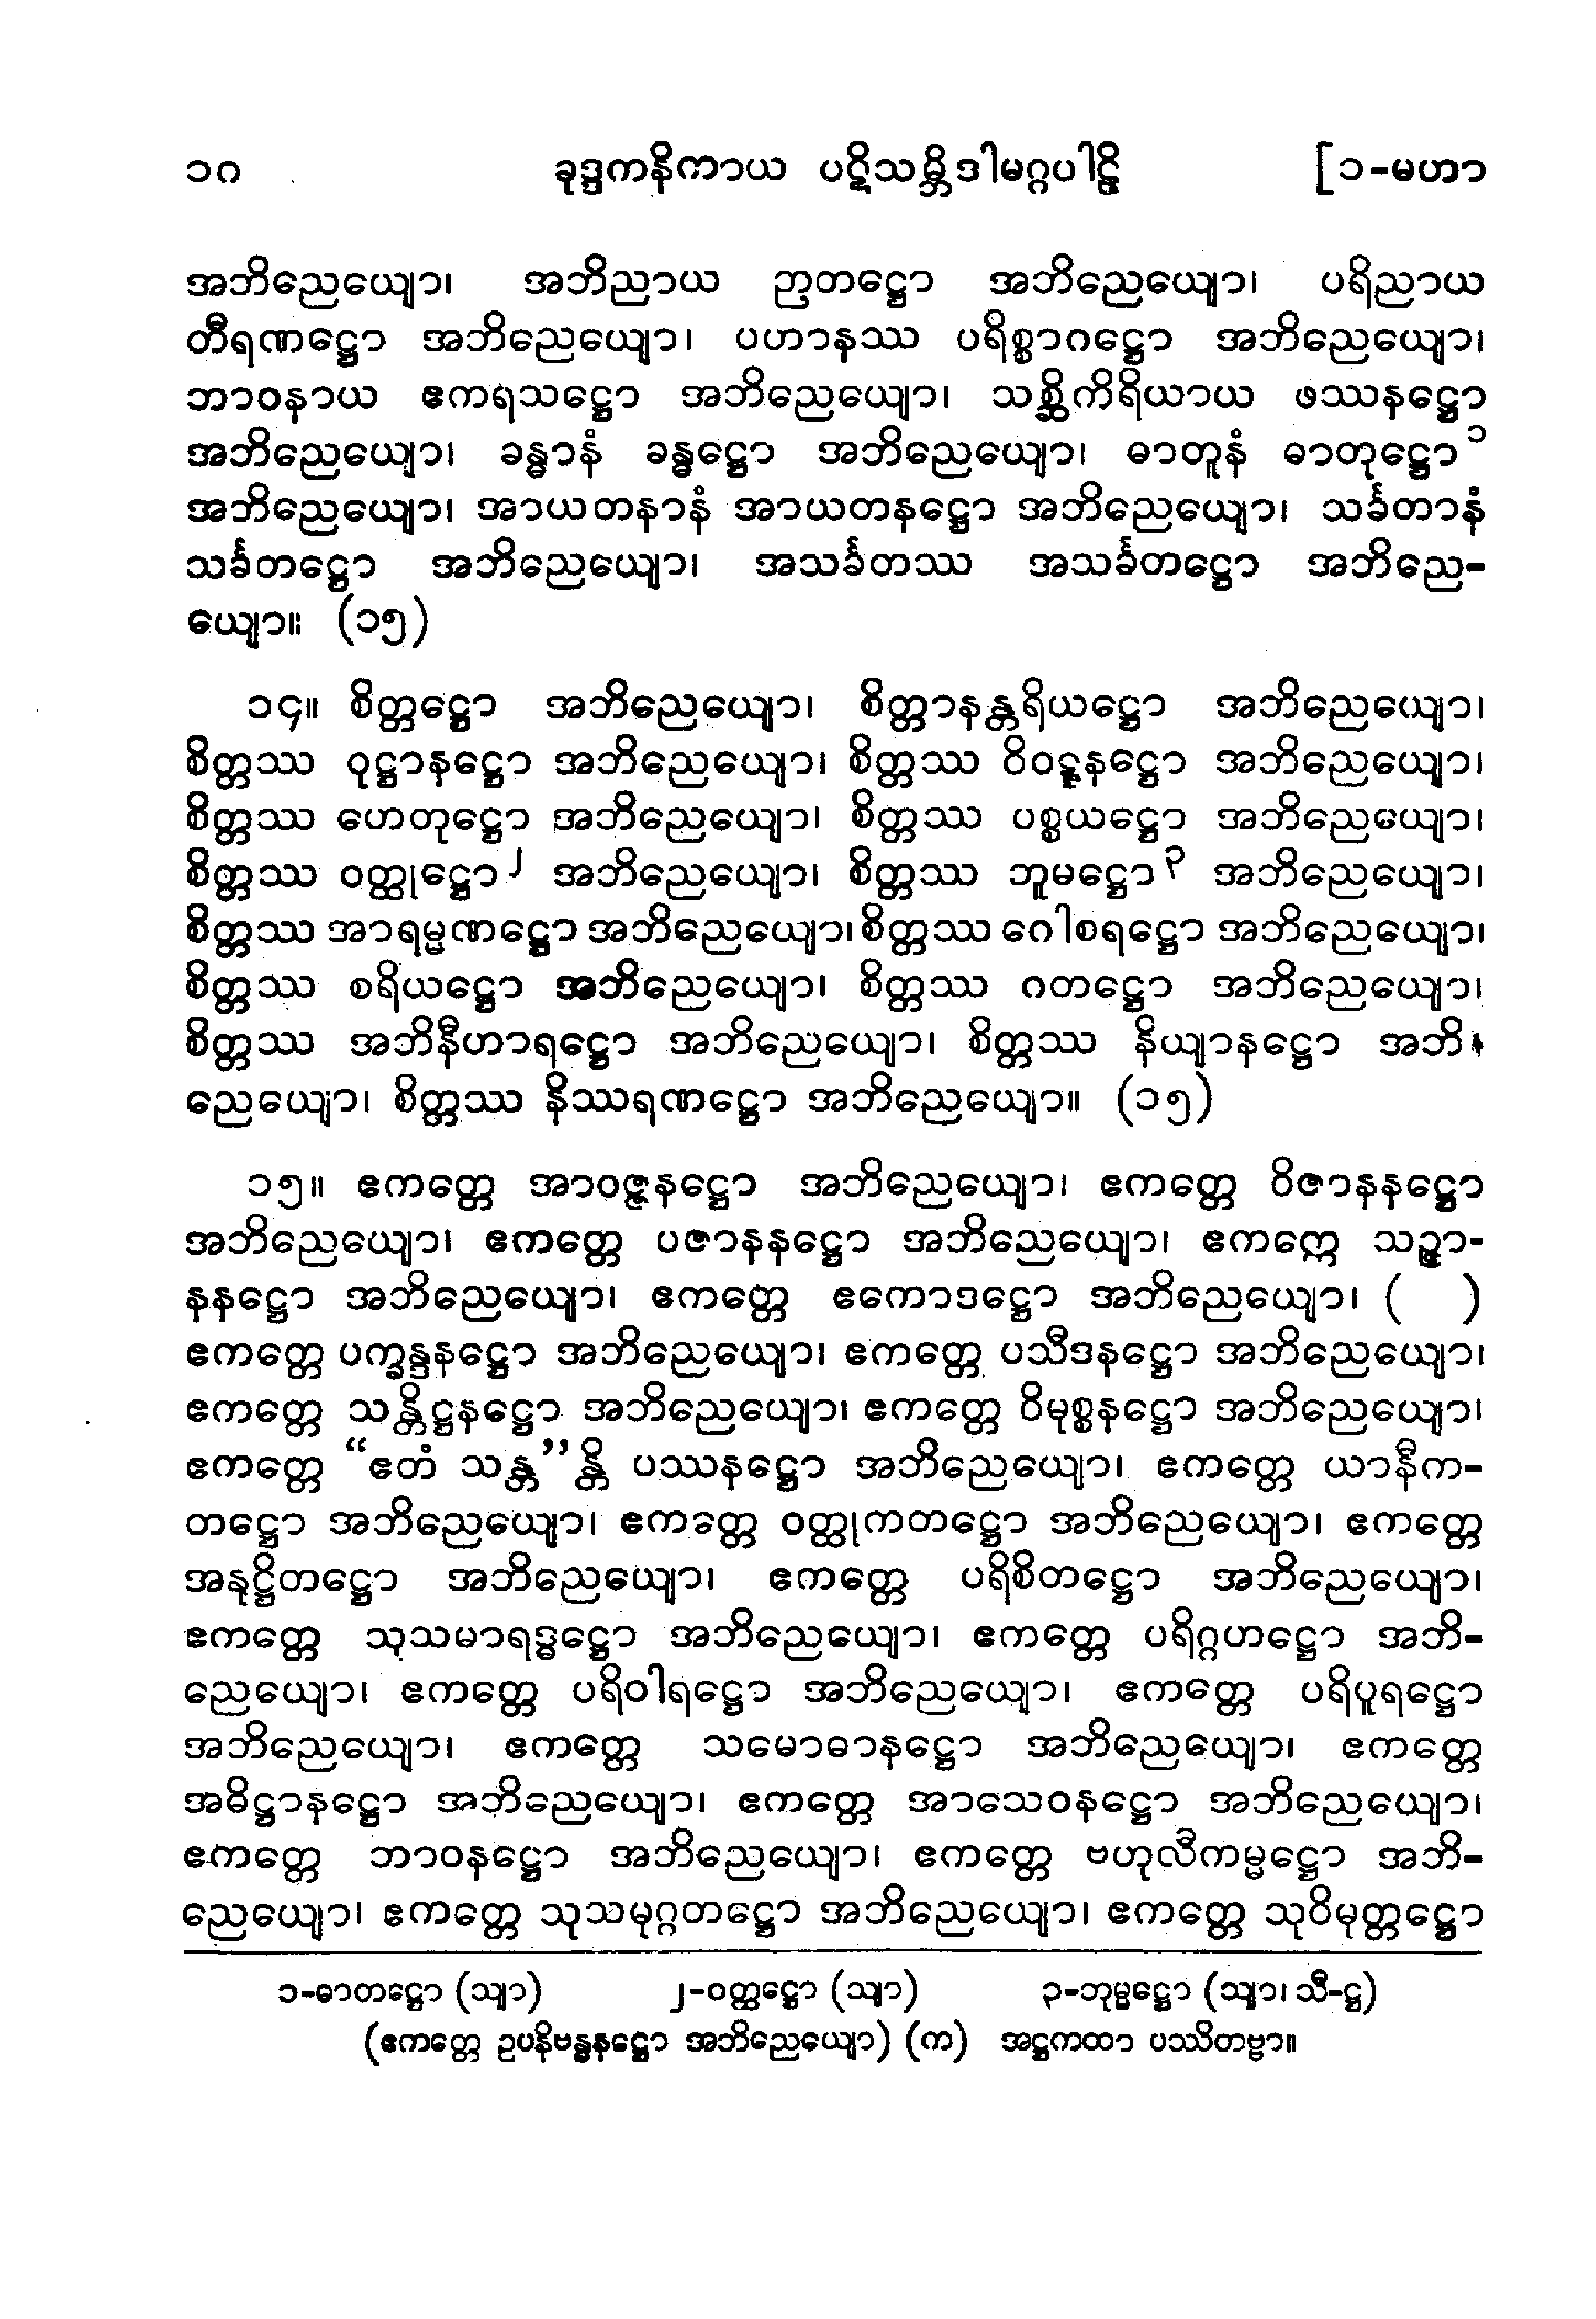 ၁၀ ခုဒ္ဒကနိကာယ ပဋိသမ္ဘိဒါမဂ္ဂပါဠိ [၁-မဟာ
အဘိညေယျော၊ အဘိညာယ ဉာတဋ္ဌော အဘိညေယျော၊ ပရိညာယ
တီရဏဋ္ဌော အဘိညေယျော၊ ပဟာနဿ ပရိစ္စာဂဋ္ဌော အဘိညေယျော၊
ဘာဝနာယ ဧကရသဋ္ဌော အဘိညေယျော၊ သစ္ဆိကိရိယာယ ဖဿနဋ္ဌော
အဘိညေယျော၊ ခန္ဓာနံ ခန္ဓဋ္ဌော အဘိညေယျော၊ ဓာတူနံ ဓာတုဋ္ဌော၁
အဘိညေယျော၊ အာယတနာနံ အာယတနဋ္ဌော အဘိညေယျော၊ သင်္ခတာနံ
သင်္ခတဋ္ဌော အဘိညေယျော၊ အသင်္ခတဿ အသင်္ခတဋ္ဌော အဘိညေ-
ယျော။ (၁၅)
၁၄။ စိတ္တဋ္ဌော အဘိညေယျော၊ စိတ္တာနန္တရိယဋ္ဌော အဘိညေယျော၊
စိတ္တဿ ဝုဋ္ဌာနဋ္ဌော အဘိညေယျော၊ စိတ္တဿ ဝိဝဋ္ဋနဋ္ဌော အဘိညေယျော၊
စိတ္တဿ ဟေတုဋ္ဌော အဘိညေယျော၊ စိတ္တဿ ပစ္စယဋ္ဌော အဘိညေယျော၊
စိတ္တဿ ဝတ္ထုဋ္ဌော၂ အဘိညေယျော၊ စိတ္တဿ ဘူမဋ္ဌော၃ အဘိညေယျော၊
စိတ္တဿ အာရမ္မဏဋ္ဌော အဘိညေယျော၊ စိတ္တဿ ဂေါစရဋ္ဌော အဘိညေယျော၊
စိတ္တဿ စရိယဋ္ဌော အဘိညေယျော၊ စိတ္တဿ ဂတဋ္ဌော အဘိညေယျော၊
စိတ္တဿ အဘိနီဟာရဋ္ဌော အဘိညေယျော၊ စိတ္တဿ နိယျာနဋ္ဌော အဘိ-
ညေယျော၊ စိတ္တဿ နိဿရဏဋ္ဌော အဘိညေယျော။ (၁၅)
၁၅။ ဧကတ္တေ အာဝဇ္ဇနဋ္ဌော အဘိညေယျော၊ ဧကတ္တေ ဝိဇာနနဋ္ဌော
အဘိညေယျော၊ ဧကတ္တေ ပဇာနနဋ္ဌော အဘိညေယျော၊ ဧကတ္တေ သဉ္ဇာ-
နနဋ္ဌော အဘိညေယျော၊ ဧကတ္တေ ဧကောဒဋ္ဌော အဘိညေယျော၊ ( )
ဧကတ္တေ ပက္ခန္ဒနဋ္ဌော အဘိညေယျော၊ ဧကတ္တေ ပသီဒနဋ္ဌော အဘိညေယျော၊
ဧကတ္တေ သန္တိဋ္ဌနဋ္ဌော အဘိညေယျော၊ ဧကတ္တေ ဝိမုစ္စနဋ္ဌော အဘိညေယျော၊
ဧကတ္တေ “ဧတံ သန္တ”န္တိ ပဿနဋ္ဌော အဘိညေယျော၊ ဧကတ္တေ ယာနီက-
တဋ္ဌော အဘိညေယျော၊ ဧကတ္တေ ဝတ္ထုကတဋ္ဌော အဘိညေယျော၊ ဧကတ္တေ
အနုဋ္ဌိတဋ္ဌော အဘိညေယျော၊ ဧကတ္တေ ပရိစိတဋ္ဌော အဘိညေယျော၊
ဧကတ္တေ သုသမာရဒ္ဓဋ္ဌော အဘိညေယျော၊ ဧကတ္တေ ပရိဂ္ဂဟဋ္ဌော အဘိ-
ညေယျော၊ ဧကတ္တေ ပရိဝါရဋ္ဌော အဘိညေယျော၊ ဧကတ္တေ ပရိပူရဋ္ဌော
အဘိညေယျော၊ ဧကတ္တေ သမောဓာနဋ္ဌော အဘိညေယျော၊ ဧကတ္တေ
အဓိဋ္ဌာနဋ္ဌော အဘိညေယျော၊ ဧကတ္တေ အာသေဝနဋ္ဌော အဘိညေယျော၊
ဧကတ္တေ ဘာဝနဋ္ဌော အဘိညေယျော၊ ဧကတ္တေ ဗဟုလီကမ္မဋ္ဌော အဘိ-
ညေယျော၊ ဧကတ္တေ သုသမုဂ္ဂတဋ္ဌော အဘိညေယျော၊ ဧကတ္တေ သုဝိမုတ္တဋ္ဌော
၁-ဓာတဋ္ဌော (သျာ) ၂-ဝတ္ထဋ္ဌော (သျာ) ၃-ဘုမ္မဋ္ဌော (သျာ၊ သီ-ဋ္ဌ)
(ဧကတ္တေ ဥပနိဗန္ဓနဋ္ဌော အဘိညေယျော) (က) အဋ္ဌကထာ ပဿိတဗ္ဗာ။